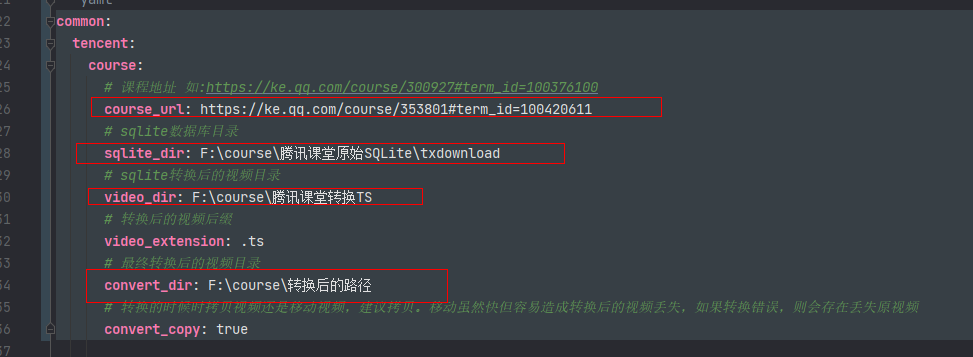 yaml
22 common:
23 tencent:
24 course:
25 # 课程地址 如:https://ke.qq.com/course/300927#term_id=100376100
26 course_url: https://ke.qq.com/course/353801#term_id=100420611
27 # sqlite数据库目录
28 sqlite_dir: F:\course\腾讯课堂原始SQLite\txdownload
29 # sqlite转换后的视频目录
30 video_dir: F:\course\腾讯课堂转换TS
31 # 转换后的视频后缀
32 video_extension: .ts
33 # 最终转换后的视频目录
34 convert_dir: F:\course\转换后的路径
35 # 转换的时候时拷贝视频还是移动视频，建议拷贝。移动虽然快但容易造成转换后的视频丢失，如果转换错误，则会存在丢失原视频
36 convert_copy: true
37